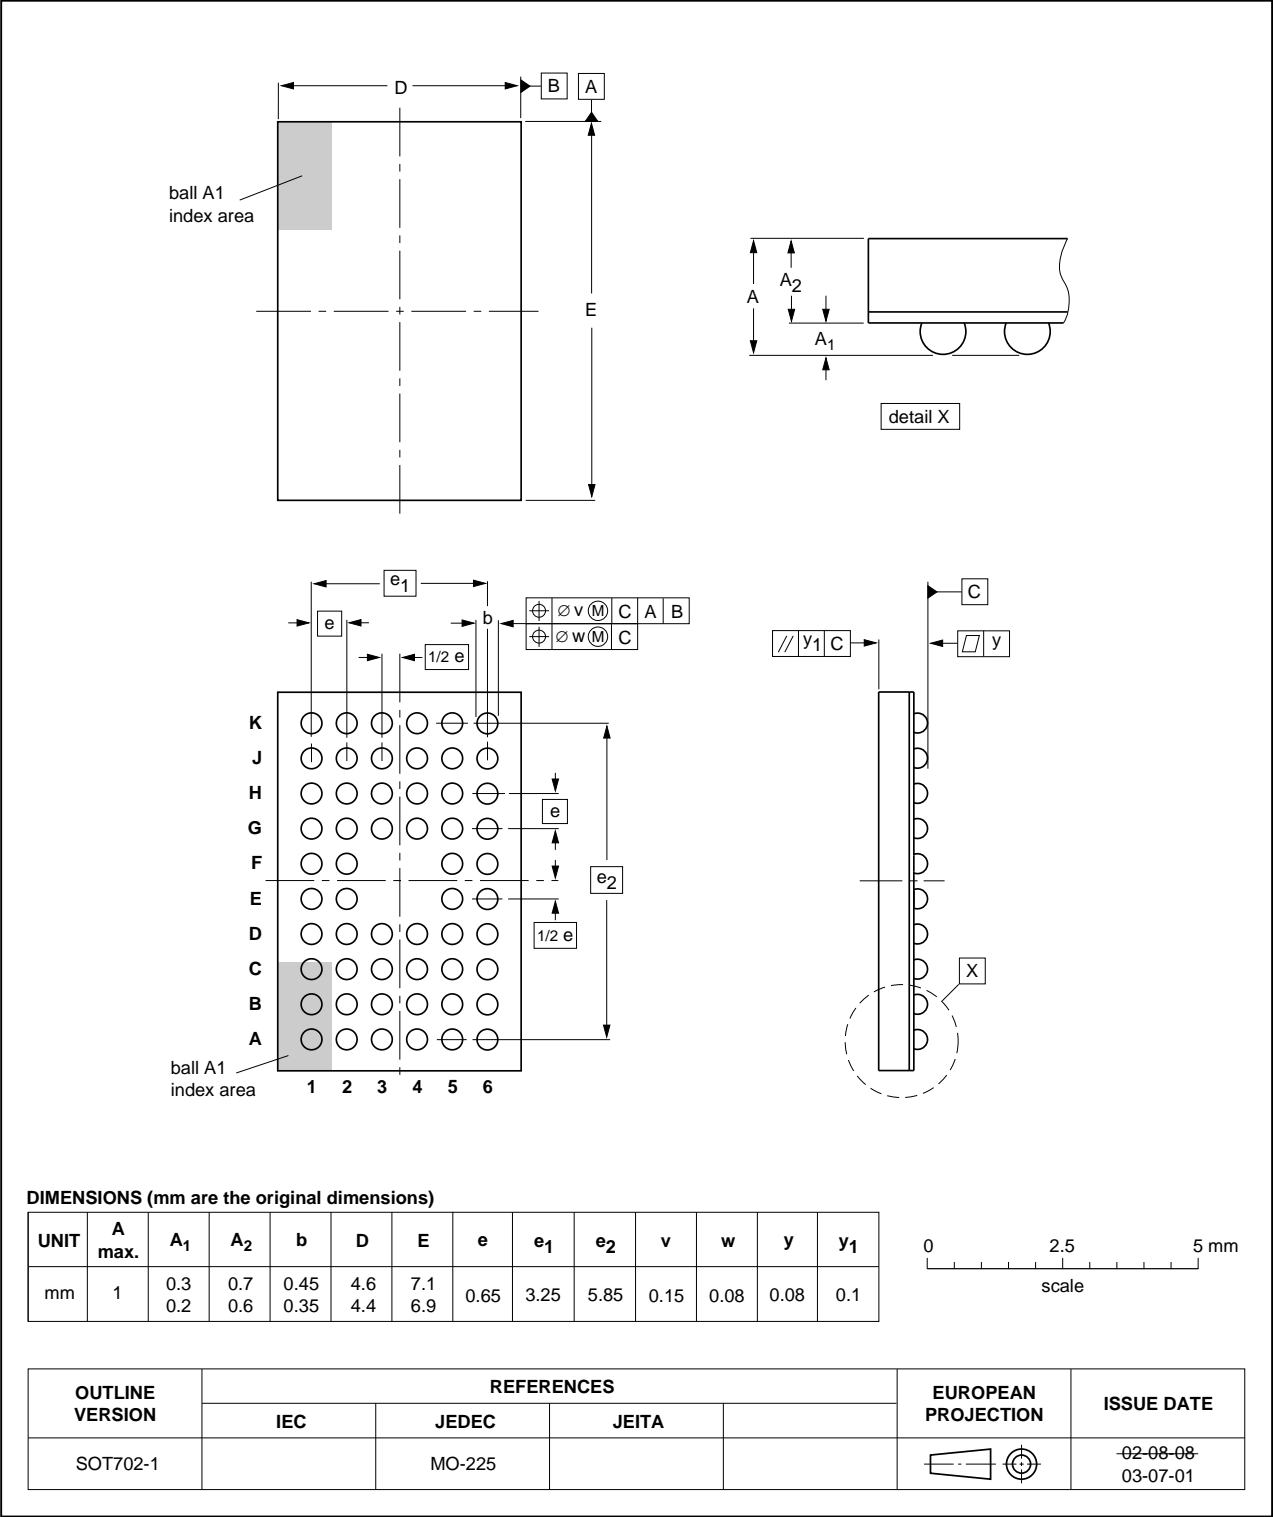 D
B
A
ball A1
index area
E
A
A2
A1
detail X
e1
e
b
⌖ ⌀ v Ⓜ C A B
⌖ ⌀ w Ⓜ C
1/2 e
C
// y1 C
▱ y
K
J
H
G
F
E
D
C
B
A
e
e2
1/2 e
X
ball A1
index area
1 2 3 4 5 6
DIMENSIONS (mm are the original dimensions)
UNIT A max. A1 A2 b D E e e1 e2 v w y y1
mm 1 0.3 0.2 0.7 0.6 0.45 0.35 4.6 4.4 7.1 6.9 0.65 3.25 5.85 0.15 0.08 0.08 0.1
0 2.5 5 mm
scale
OUTLINE VERSION REFERENCES EUROPEAN PROJECTION ISSUE DATE
IEC JEDEC JEITA
SOT702-1 MO-225 02-08-08
03-07-01